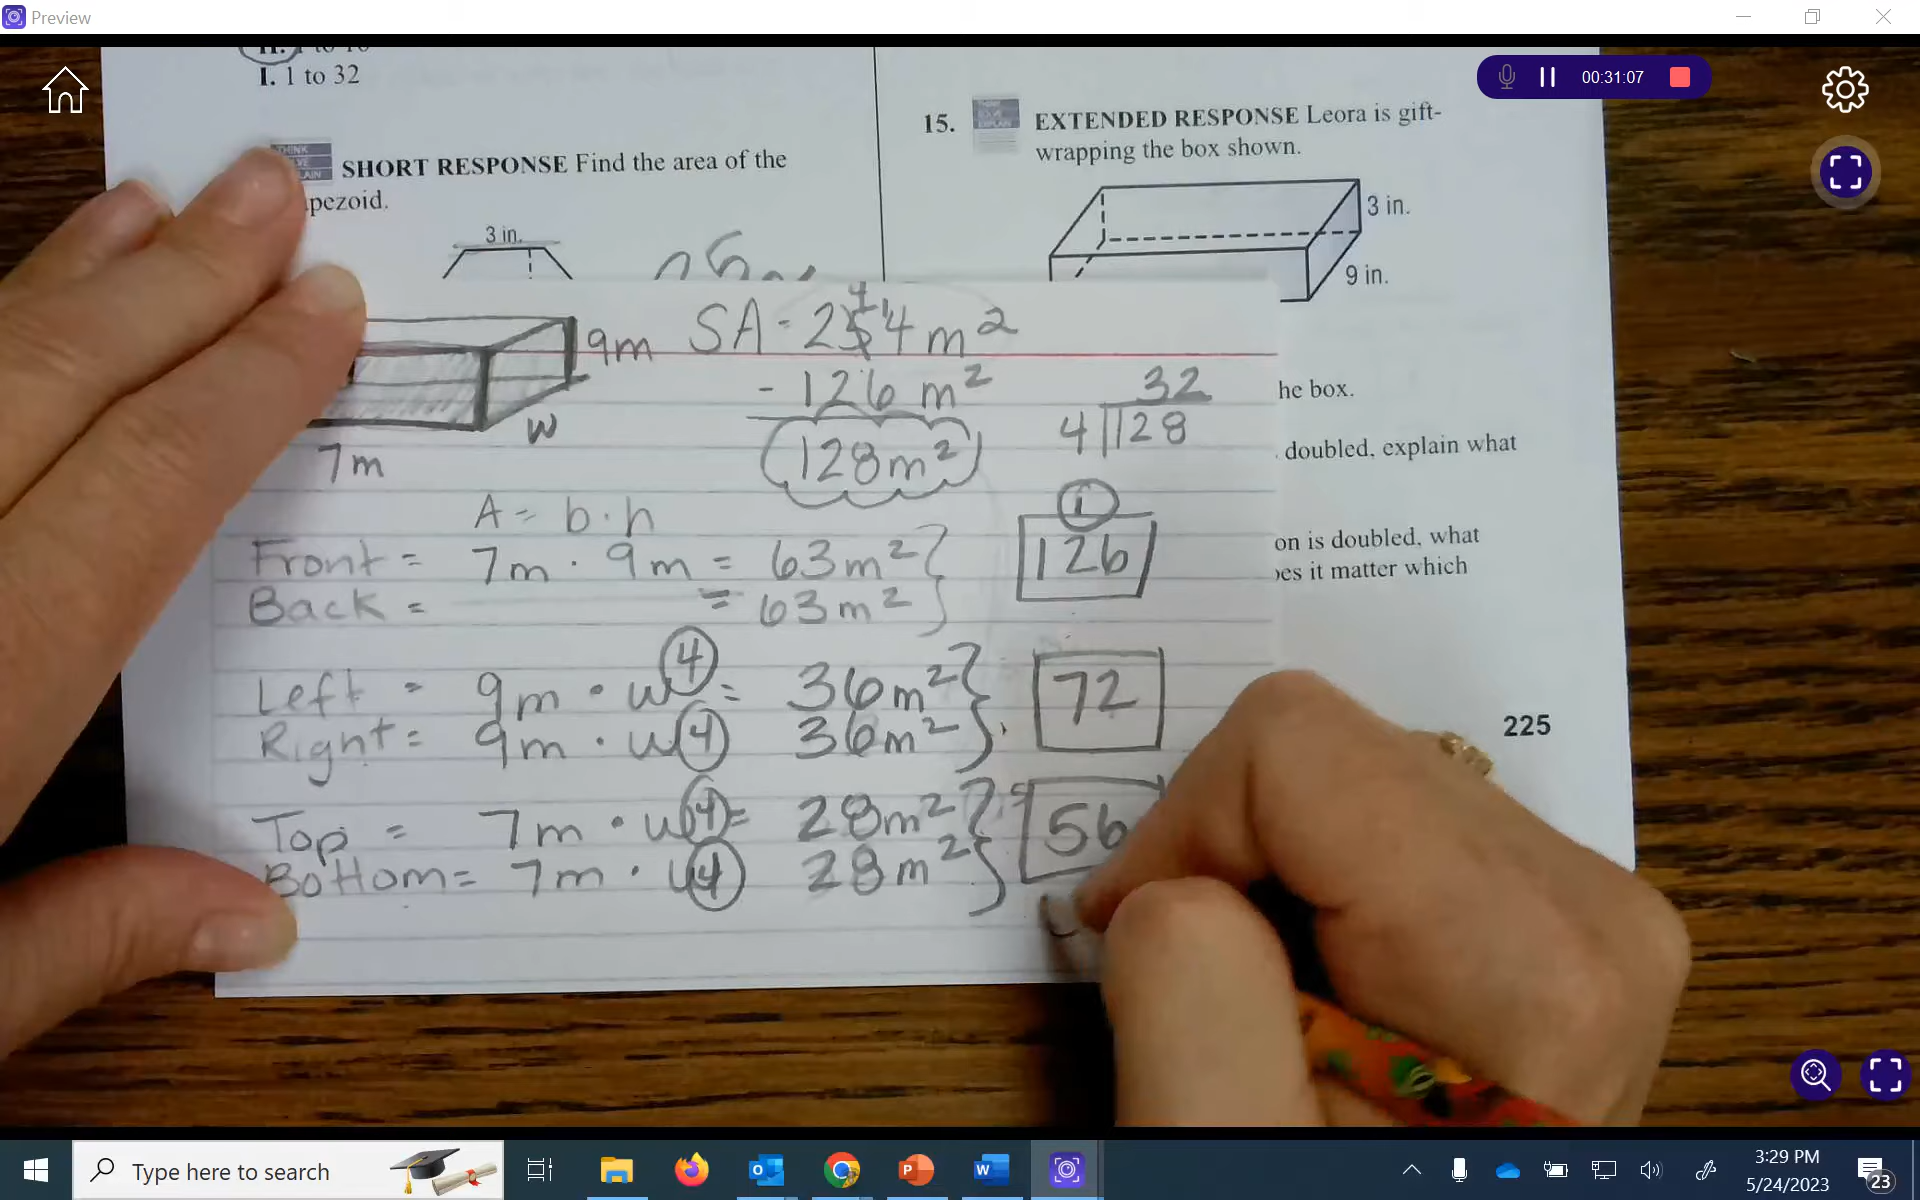 Preview
I. 1 to 32
00:31:07
SHORT RESPONSE Find the area of the
pezoid.
3 in.
15. EXTENDED RESPONSE Leora is gift-
wrapping the box shown.
3 in.
9 in.
he box.
doubled, explain what
on is doubled, what
es it matter which
225
9m
w
7m
SA = 254 m²
- 126 m²
128m²
32
4 128
A = b · h
Front = 7m · 9m = 63m²
Back = = 63m²
1
126
Left = 9m · w 4 = 36m²
Right = 9m · w 4 36m²
72
Top = 7m · w 4 = 28m²
Bottom = 7m · w 4 28m²
56
Type here to search
3:29 PM
5/24/2023
23